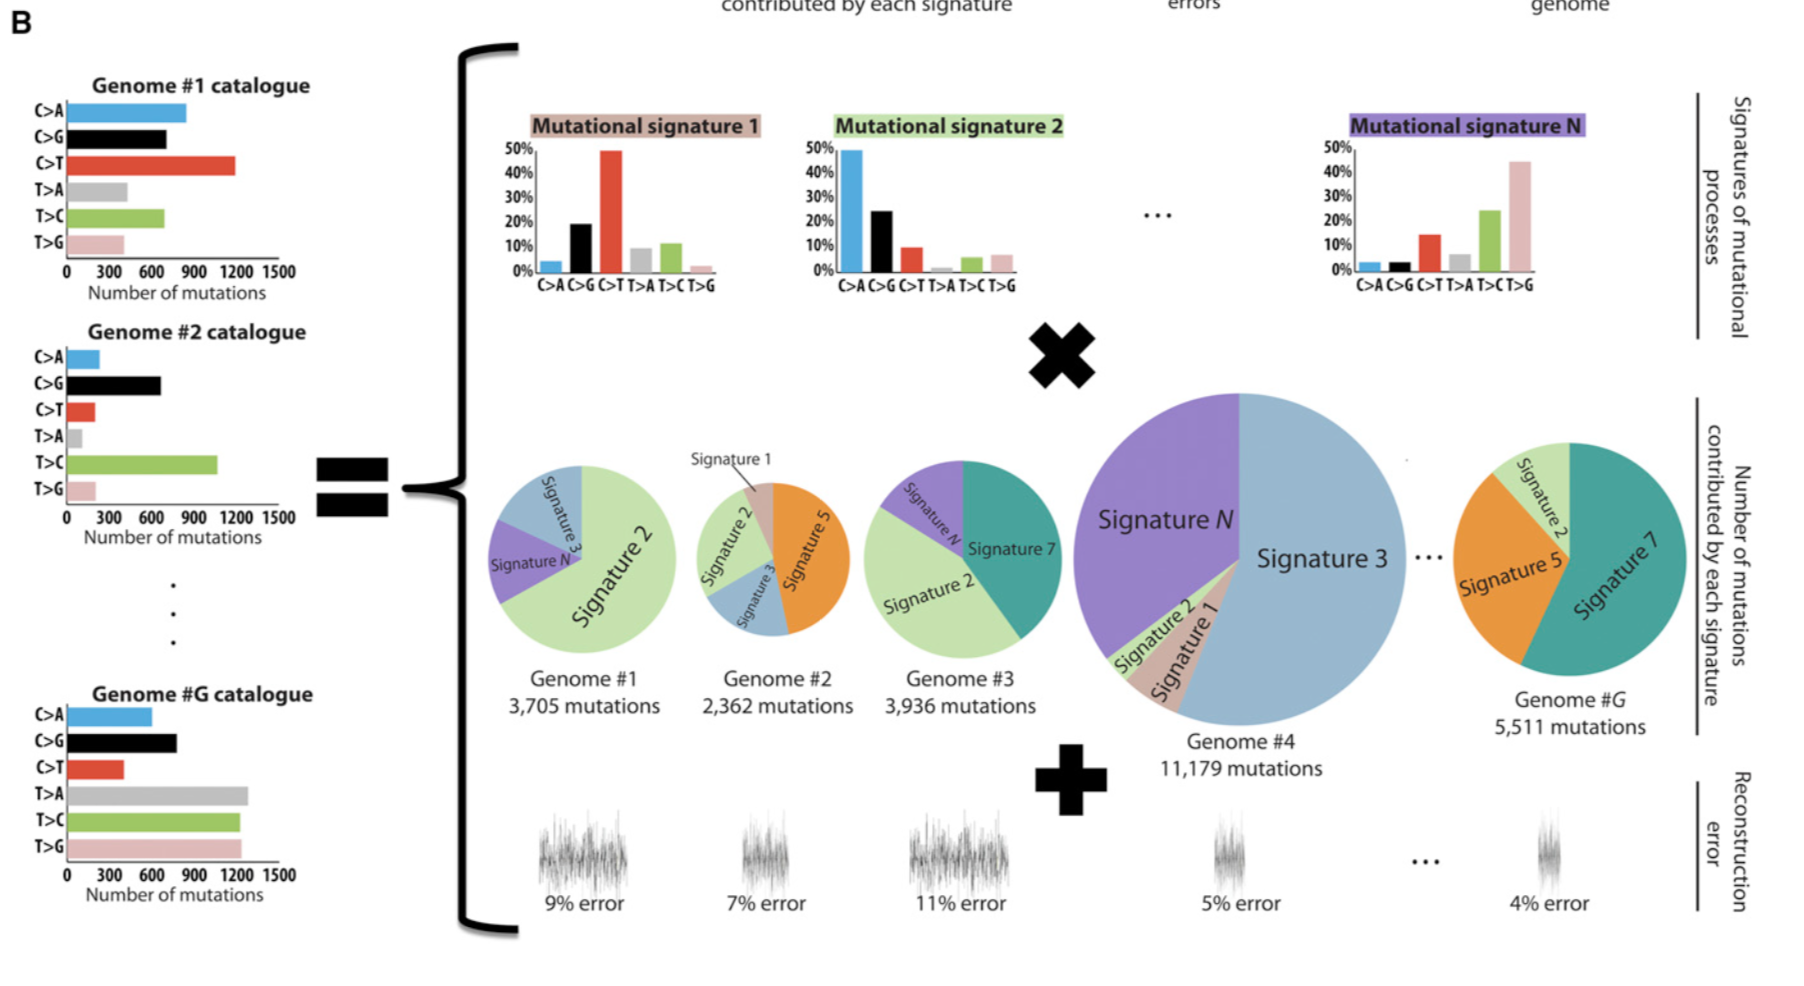 contributed by each signature
errors
genome
B
Genome #1 catalogue
C>A
C>G
C>T
T>A
T>C
T>G
0 300 600 900 1200 1500
Number of mutations
Genome #2 catalogue
C>A
C>G
C>T
T>A
T>C
T>G
0 300 600 900 1200 1500
Number of mutations
Genome #G catalogue
C>A
C>G
C>T
T>A
T>C
T>G
0 300 600 900 1200 1500
Number of mutations
Mutational signature 1
50%
40%
30%
20%
10%
0%
C>A C>G C>T T>A T>C T>G
Mutational signature 2
50%
40%
30%
20%
10%
0%
C>A C>G C>T T>A T>C T>G
...
Mutational signature N
50%
40%
30%
20%
10%
0%
C>A C>G C>T T>A T>C T>G
Signatures of mutational
processes
Signature 3
Signature N
Signature 2
Genome #1
3,705 mutations
Signature 1
Signature 2
Signature 5
Signature 3
Genome #2
2,362 mutations
Signature N
Signature 7
Signature 2
Genome #3
3,936 mutations
Signature N
Signature 3
Signature 2
Signature 1
Genome #4
11,179 mutations
...
Signature 2
Signature 5
Signature 7
Genome #G
5,511 mutations
Number of mutations
contributed by each signature
9% error
7% error
11% error
5% error
...
4% error
Reconstruction
error